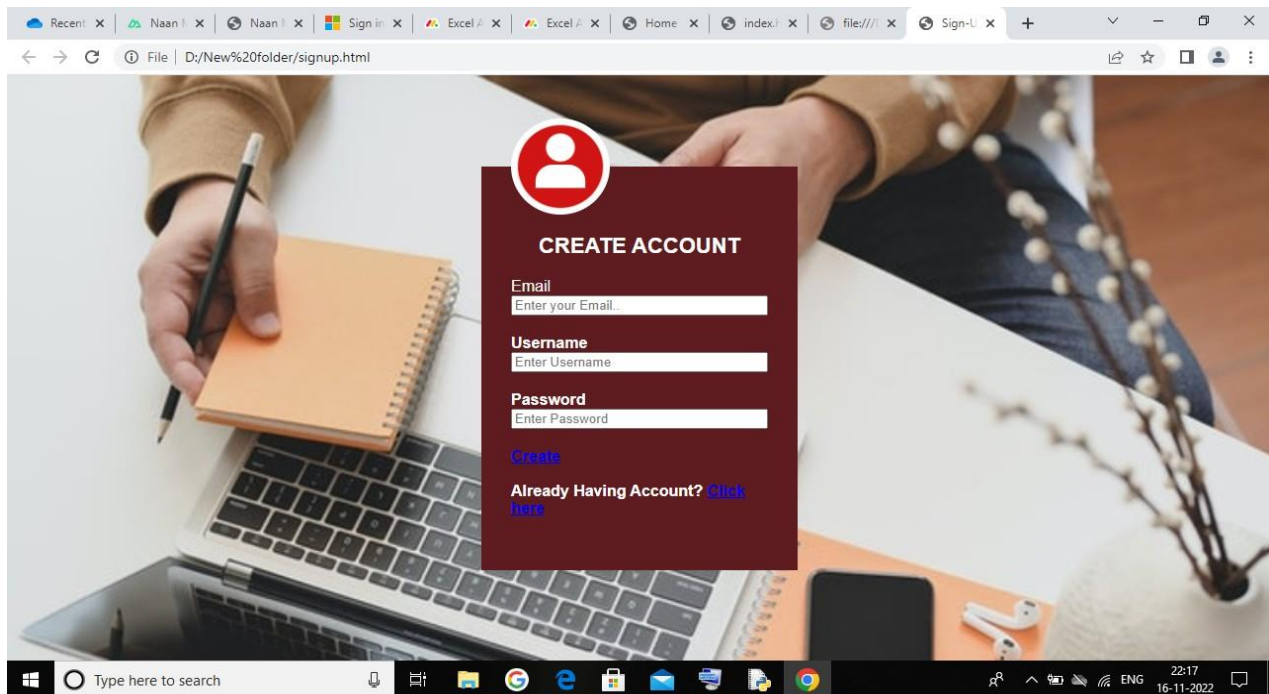 Recent
Naan
Naan
Sign in
Excel
Excel
Home
index.
file:///
Sign-U
File D:/New%20folder/signup.html
CREATE ACCOUNT
Email
Enter your Email..
Username
Enter Username
Password
Enter Password
Create
Already Having Account? Click
here
Type here to search
ENG
22:17
16-11-2022